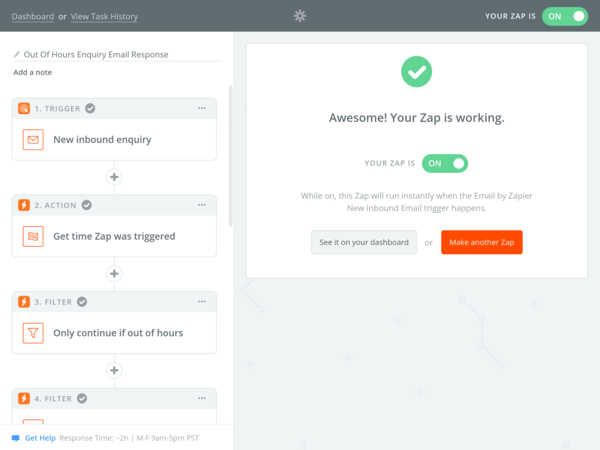 Dashboard or View Task History
YOUR ZAP IS ON
Out Of Hours Enquiry Email Response
Add a note
1. TRIGGER
New inbound enquiry
2. ACTION
Get time Zap was triggered
3. FILTER
Only continue if out of hours
4. FILTER
Get Help Response Time: ~2h | M-F 9am-5pm PST
Awesome! Your Zap is working.
YOUR ZAP IS ON
While on, this Zap will run instantly when the Email by Zapier
New Inbound Email trigger happens.
See it on your dashboard or Make another Zap